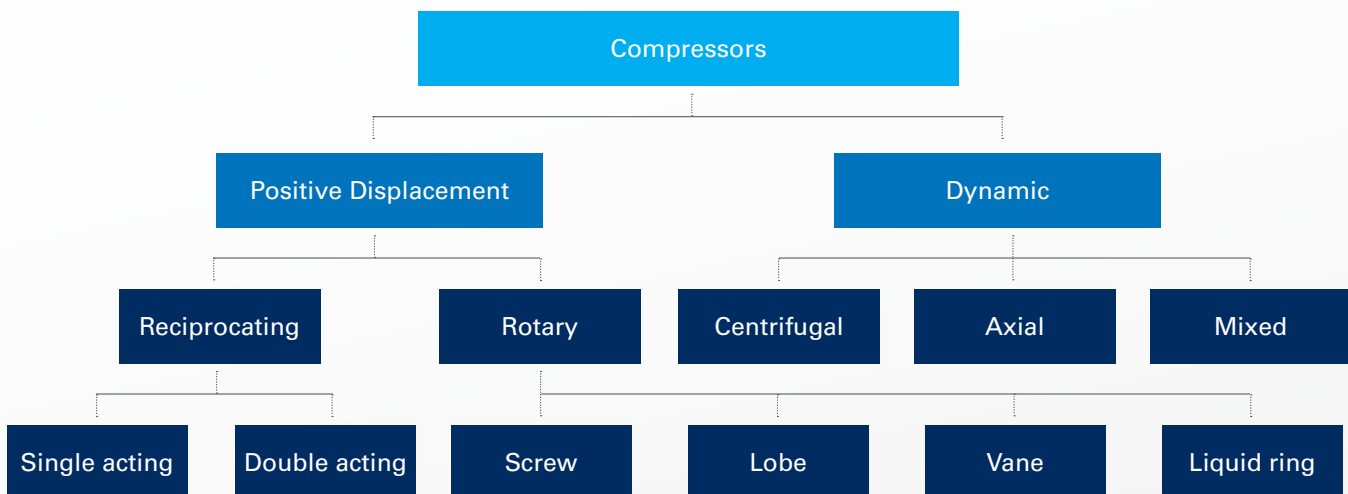 Compressors
Positive Displacement
Dynamic
Reciprocating
Rotary
Centrifugal
Axial
Mixed
Single acting
Double acting
Screw
Lobe
Vane
Liquid ring